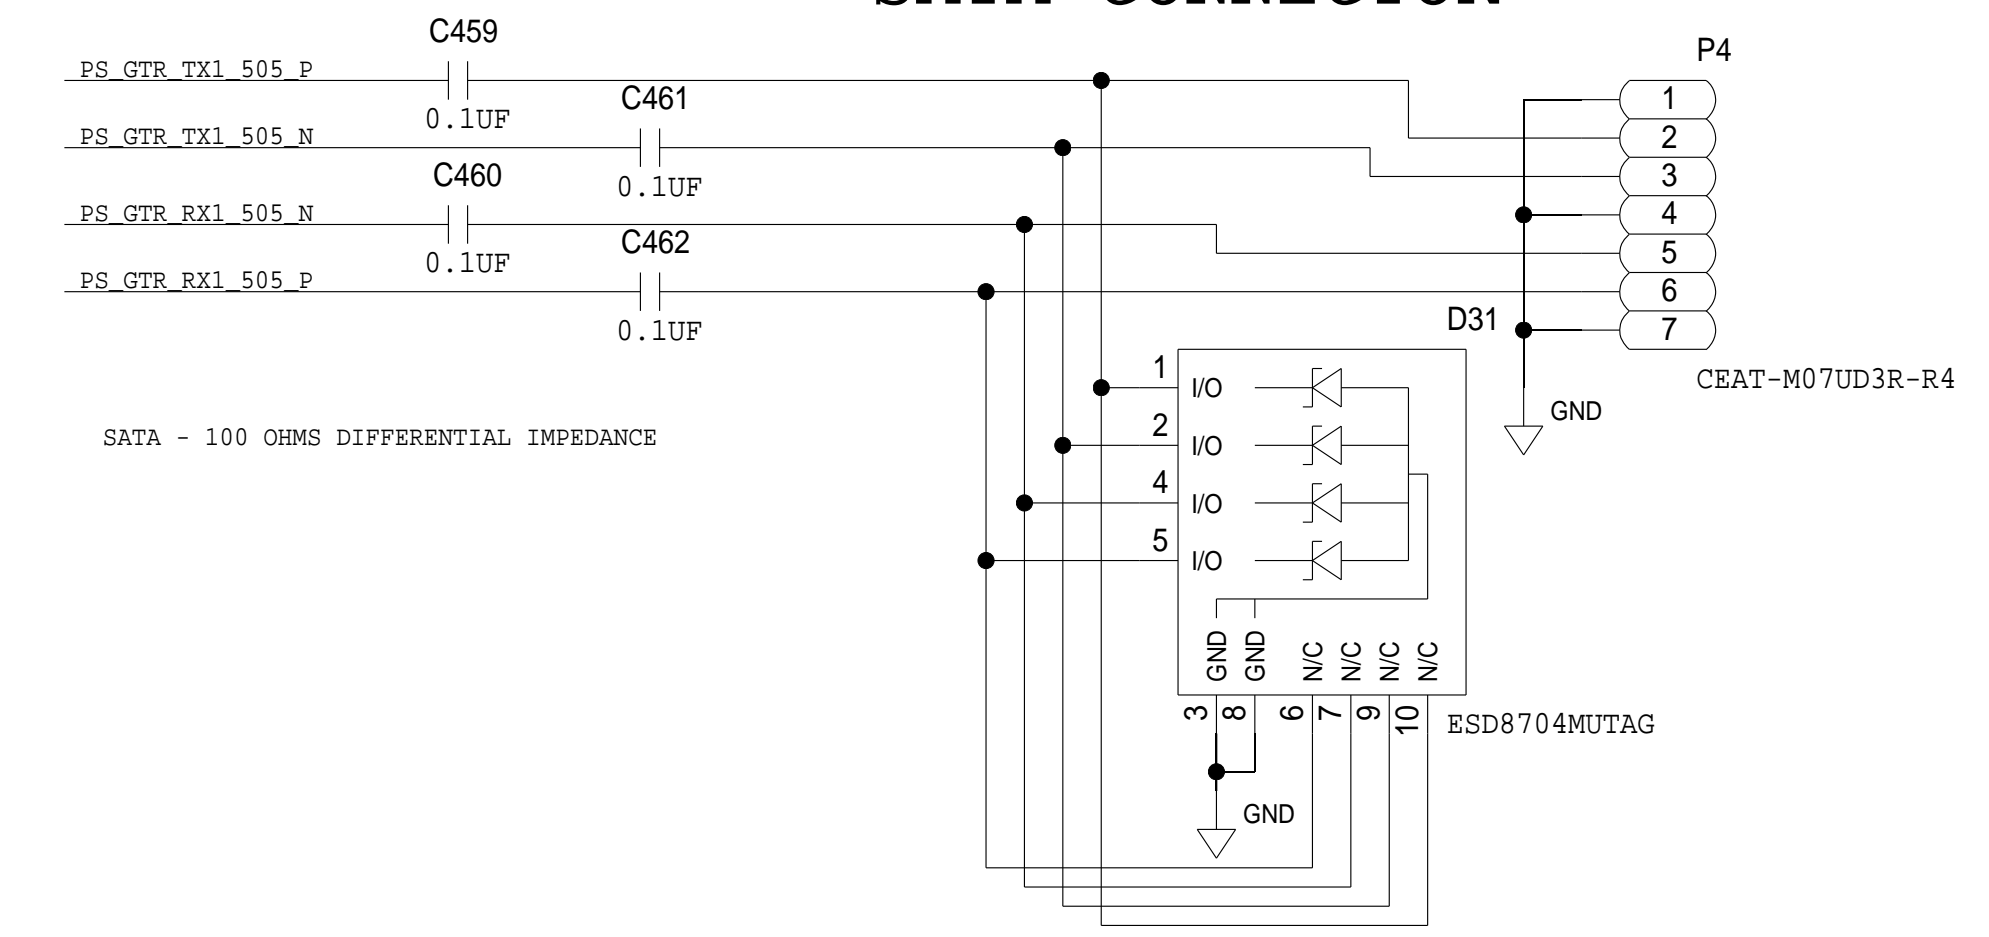 SATA CONNECTOR
C459
P4
PS_GTR_TX1_505_P
0.1UF
C461
PS_GTR_TX1_505_N
0.1UF
C460
PS_GTR_RX1_505_N
0.1UF
C462
PS_GTR_RX1_505_P
0.1UF
1
2
3
4
5
6
7
CEAT-M07UD3R-R4
GND
SATA - 100 OHMS DIFFERENTIAL IMPEDANCE
D31
1 I/O
2 I/O
4 I/O
5 I/O
GND GND N/C N/C N/C N/C
3 8 6 7 9 10
ESD8704MUTAG
GND